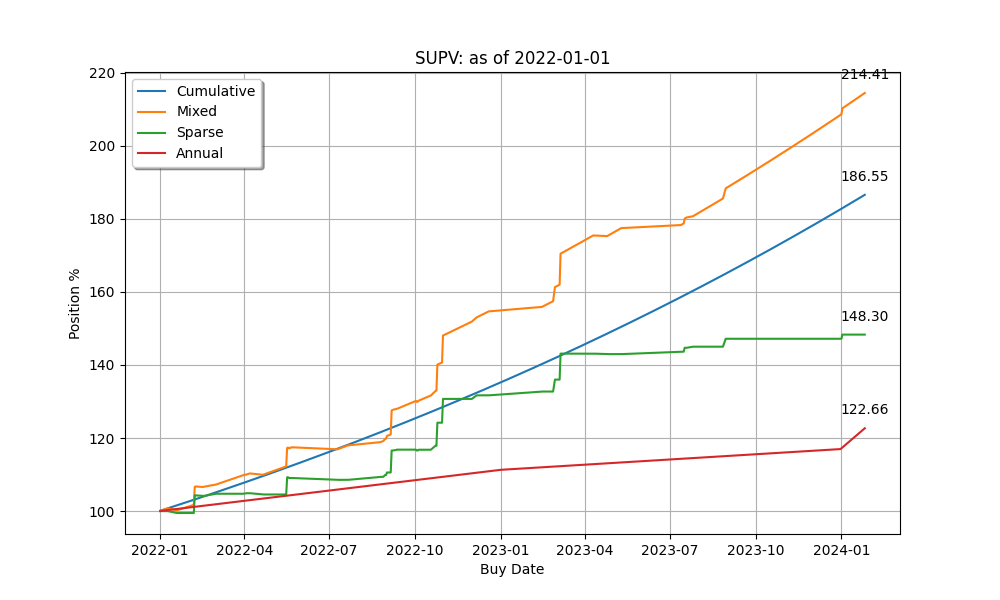 SUPV: as of 2022-01-01
Cumulative
Mixed
Sparse
Annual
214.41
186.55
148.30
122.66
220
200
180
160
140
120
100
Position %
2022-01 2022-04 2022-07 2022-10 2023-01 2023-04 2023-07 2023-10 2024-01
Buy Date